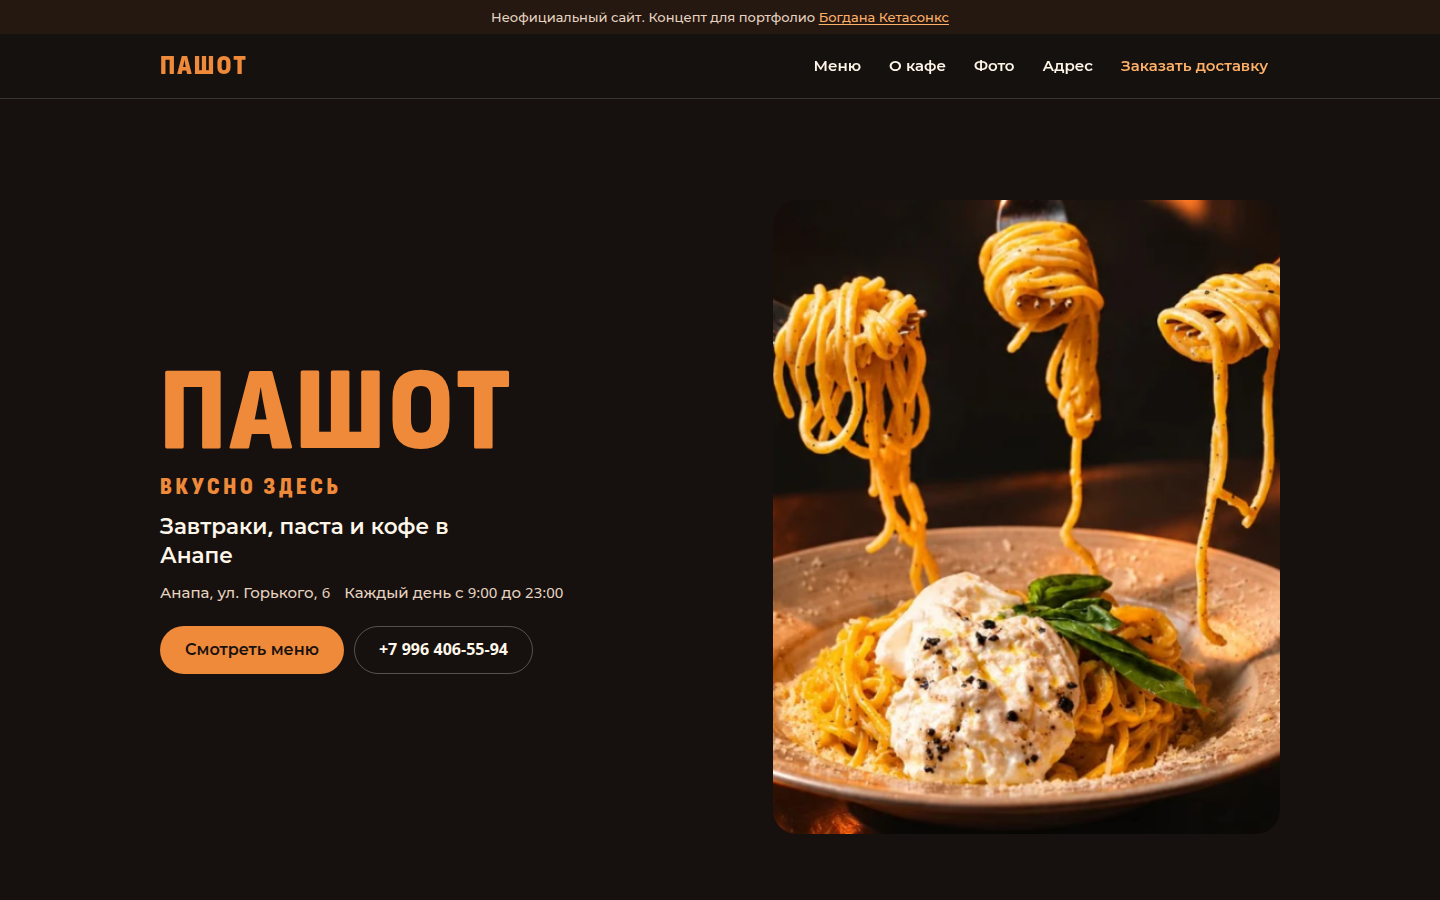 Неофициальный сайт. Концепт для портфолио Богдана Кетасонкс
ПАШОТ
Меню
О кафе
Фото
Адрес
Заказать доставку
ПАШОТ
ВКУСНО ЗДЕСЬ
Завтраки, паста и кофе в
Анапе
Анапа, ул. Горького, 6 Каждый день с 9:00 до 23:00
Смотреть меню
+7 996 406-55-94